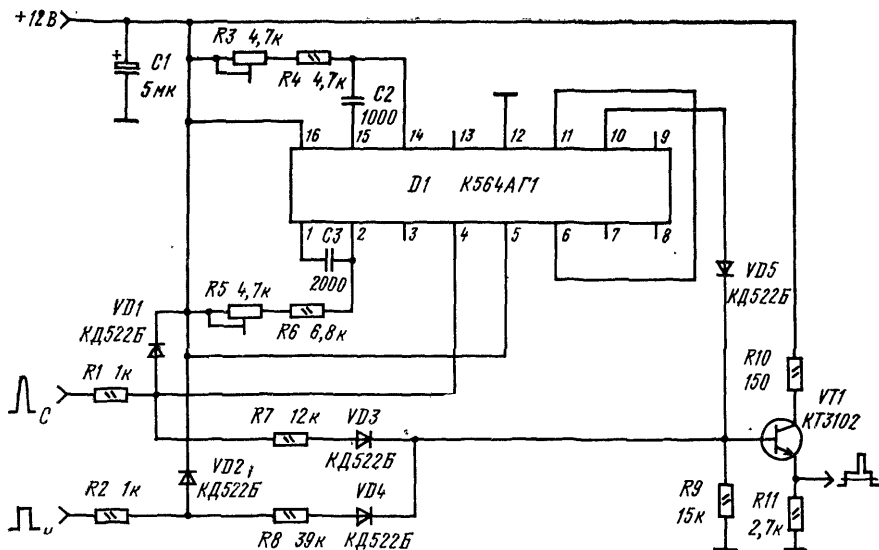 +12В
R3 4,7к
C1
5мк
+
R4 4,7к
C2
1000
16 15 14 13 12 11 10 9
D1 К564АГ1
1 2 3 4 5 6 7 8
C3
2000
R5 4,7к
R6 6,8к
VD1
КД522Б
VD5
КД522Б
R1 1к
С
R10
150
VT1
КТ3102
R7 12к
VD3
КД522Б
VD2
КД522Б
VD4
КД522Б
R2 1к
R8 39к
R9
15к
R11
2,7к